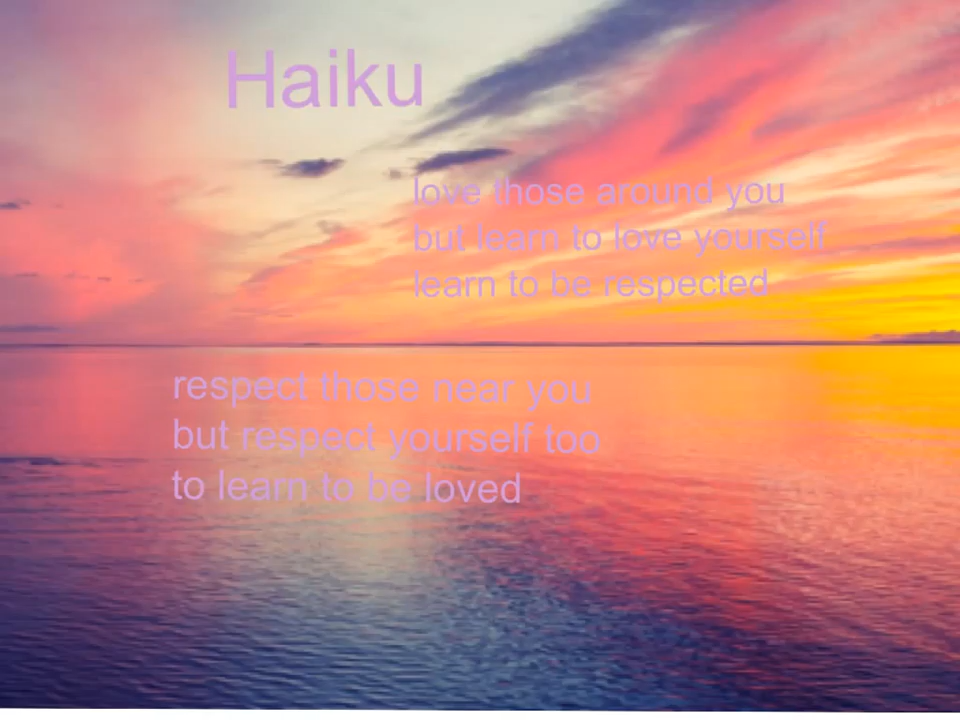 Haiku
love those around you
but learn to love yourself
learn to be respected
respect those near you
but respect yourself too
to learn to be loved